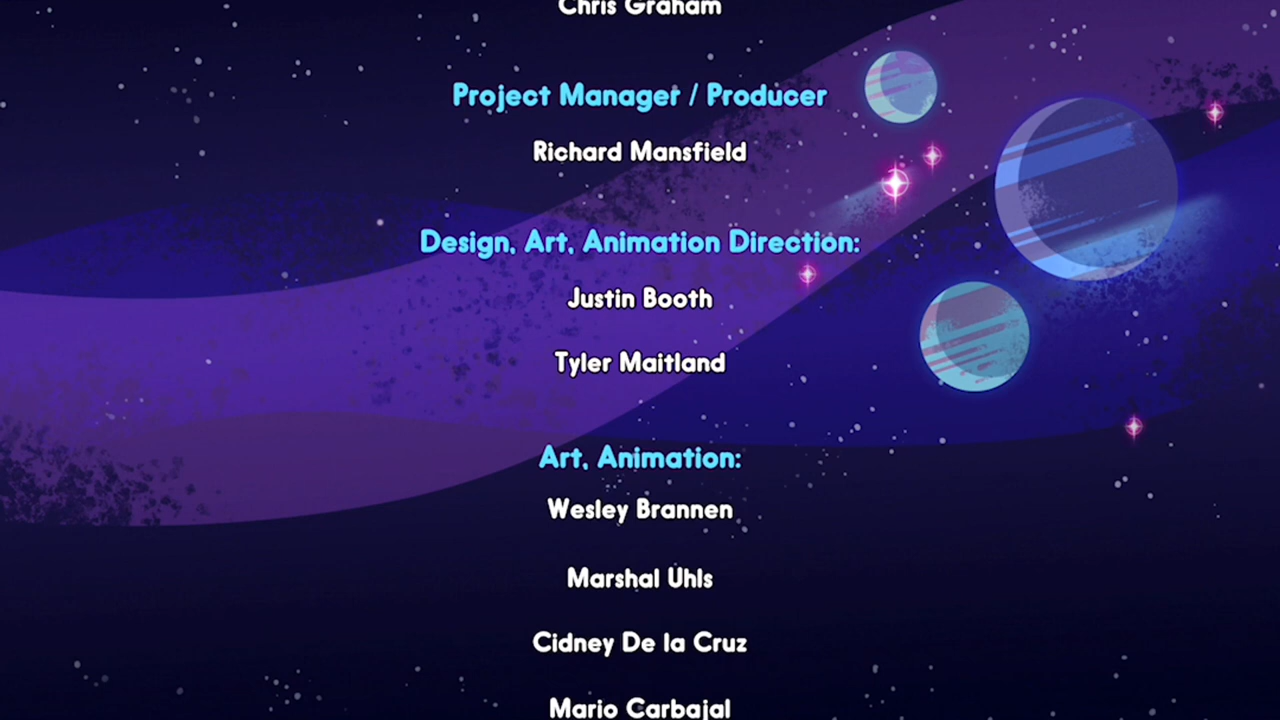 Chris Graham
Project Manager / Producer
Richard Mansfield
Design, Art, Animation Direction:
Justin Booth
Tyler Maitland
Art, Animation:
Wesley Brannen
Marshal Uhls
Cidney De la Cruz
Mario Carbajal